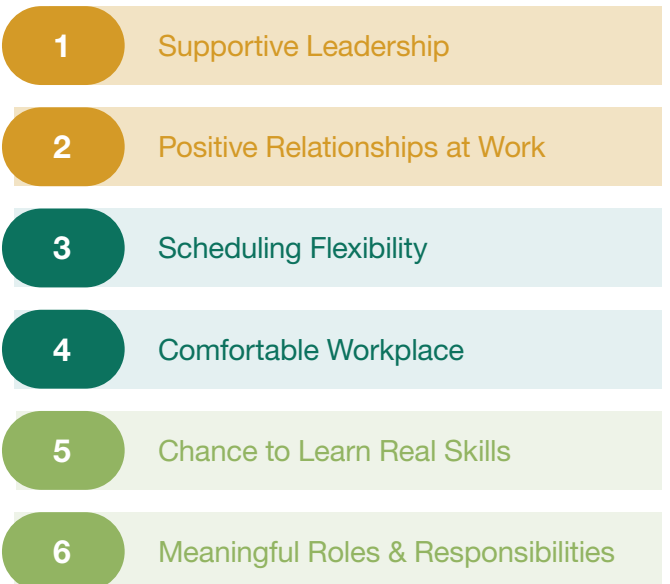 1 Supportive Leadership
2 Positive Relationships at Work
3 Scheduling Flexibility
4 Comfortable Workplace
5 Chance to Learn Real Skills
6 Meaningful Roles & Responsibilities